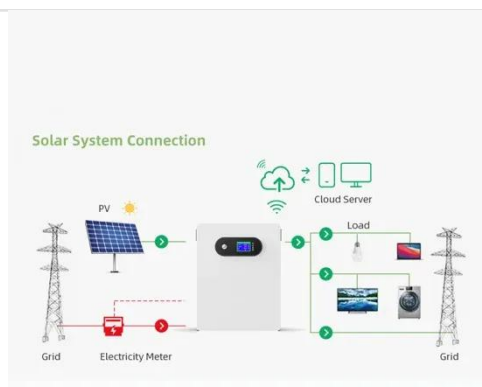 Solar System Connection
Cloud Server
PV
Load
Grid
Electricity Meter
Grid